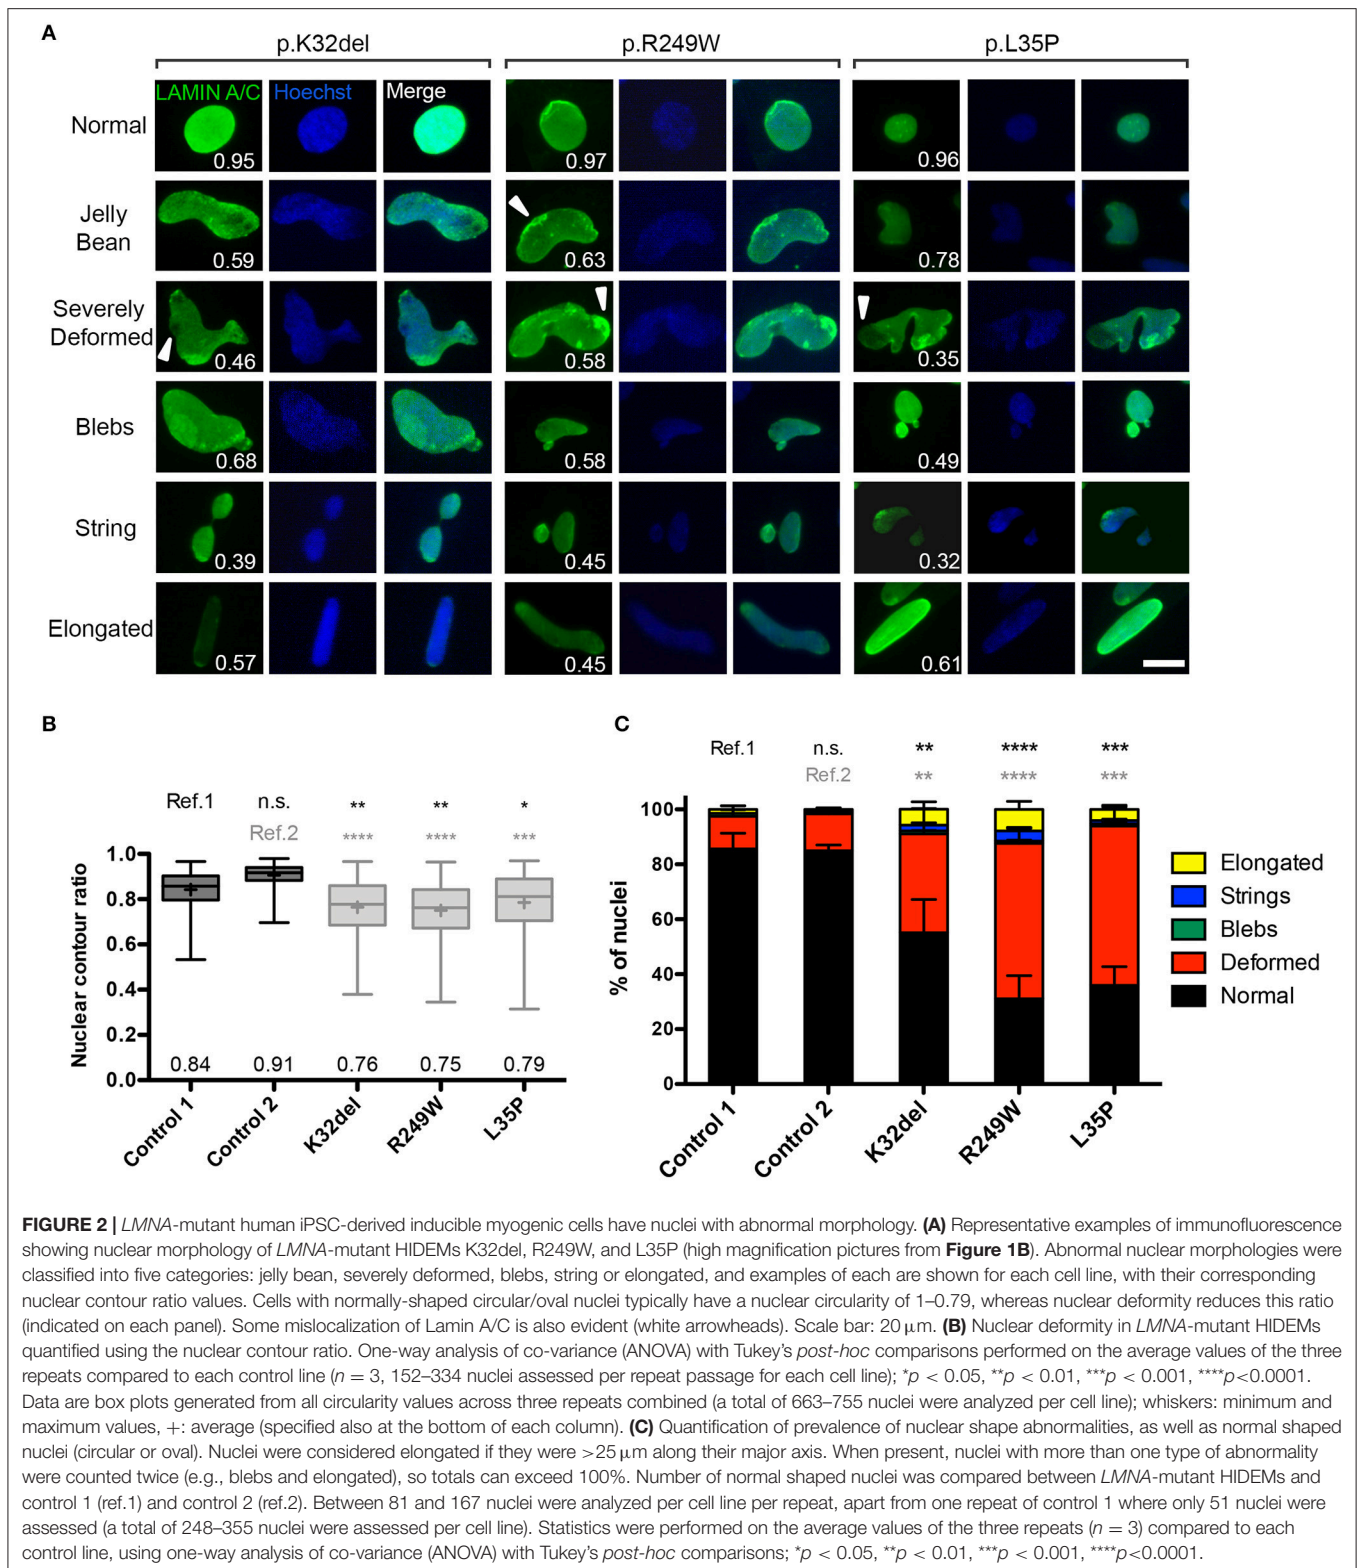 A
p.K32del p.R249W p.L35P
LAMIN A/C Hoechst Merge
Normal
0.95 0.97 0.96
Jelly
Bean
0.59 0.63 0.78
Severely
Deformed
0.46 0.58 0.35
Blebs
0.68 0.58 0.49
String
0.39 0.45 0.32
Elongated
0.57 0.45 0.61
B
Ref.1 n.s. ** ** *
Ref.2 **** **** ***
Nuclear contour ratio
1.0
0.8
0.6
0.4
0.2
0.0
0.84 0.91 0.76 0.75 0.79
Control 1 Control 2 K32del R249W L35P
C
Ref.1 n.s. ** **** ***
Ref.2 ** **** ***
% of nuclei
100
80
60
40
20
0
Control 1 Control 2 K32del R249W L35P
Elongated
Strings
Blebs
Deformed
Normal
FIGURE 2 | LMNA-mutant human iPSC-derived inducible myogenic cells have nuclei with abnormal morphology. (A) Representative examples of immunofluorescence
showing nuclear morphology of LMNA-mutant HIDEMs K32del, R249W, and L35P (high magnification pictures from Figure 1B). Abnormal nuclear morphologies were
classified into five categories: jelly bean, severely deformed, blebs, string or elongated, and examples of each are shown for each cell line, with their corresponding
nuclear contour ratio values. Cells with normally-shaped circular/oval nuclei typically have a nuclear circularity of 1–0.79, whereas nuclear deformity reduces this ratio
(indicated on each panel). Some mislocalization of Lamin A/C is also evident (white arrowheads). Scale bar: 20 μm. (B) Nuclear deformity in LMNA-mutant HIDEMs
quantified using the nuclear contour ratio. One-way analysis of co-variance (ANOVA) with Tukey's post-hoc comparisons performed on the average values of the three
repeats compared to each control line (n = 3, 152–334 nuclei assessed per repeat passage for each cell line); *p < 0.05, **p < 0.01, ***p < 0.001, ****p<0.0001.
Data are box plots generated from all circularity values across three repeats combined (a total of 663–755 nuclei were analyzed per cell line); whiskers: minimum and
maximum values, +: average (specified also at the bottom of each column). (C) Quantification of prevalence of nuclear shape abnormalities, as well as normal shaped
nuclei (circular or oval). Nuclei were considered elongated if they were >25 μm along their major axis. When present, nuclei with more than one type of abnormality
were counted twice (e.g., blebs and elongated), so totals can exceed 100%. Number of normal shaped nuclei was compared between LMNA-mutant HIDEMs and
control 1 (ref.1) and control 2 (ref.2). Between 81 and 167 nuclei were analyzed per cell line per repeat, apart from one repeat of control 1 where only 51 nuclei were
assessed (a total of 248–355 nuclei were assessed per cell line). Statistics were performed on the average values of the three repeats (n = 3) compared to each
control line, using one-way analysis of co-variance (ANOVA) with Tukey's post-hoc comparisons; *p < 0.05, **p < 0.01, ***p < 0.001, ****p<0.0001.